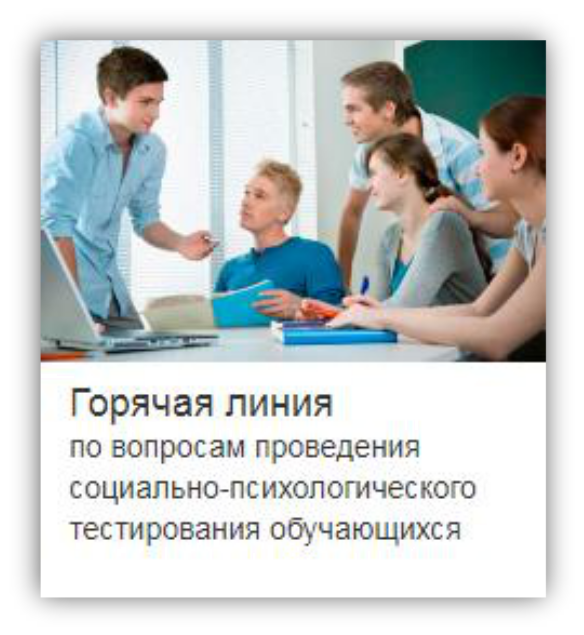 Горячая линия
по вопросам проведения
социально-психологического
тестирования обучающихся